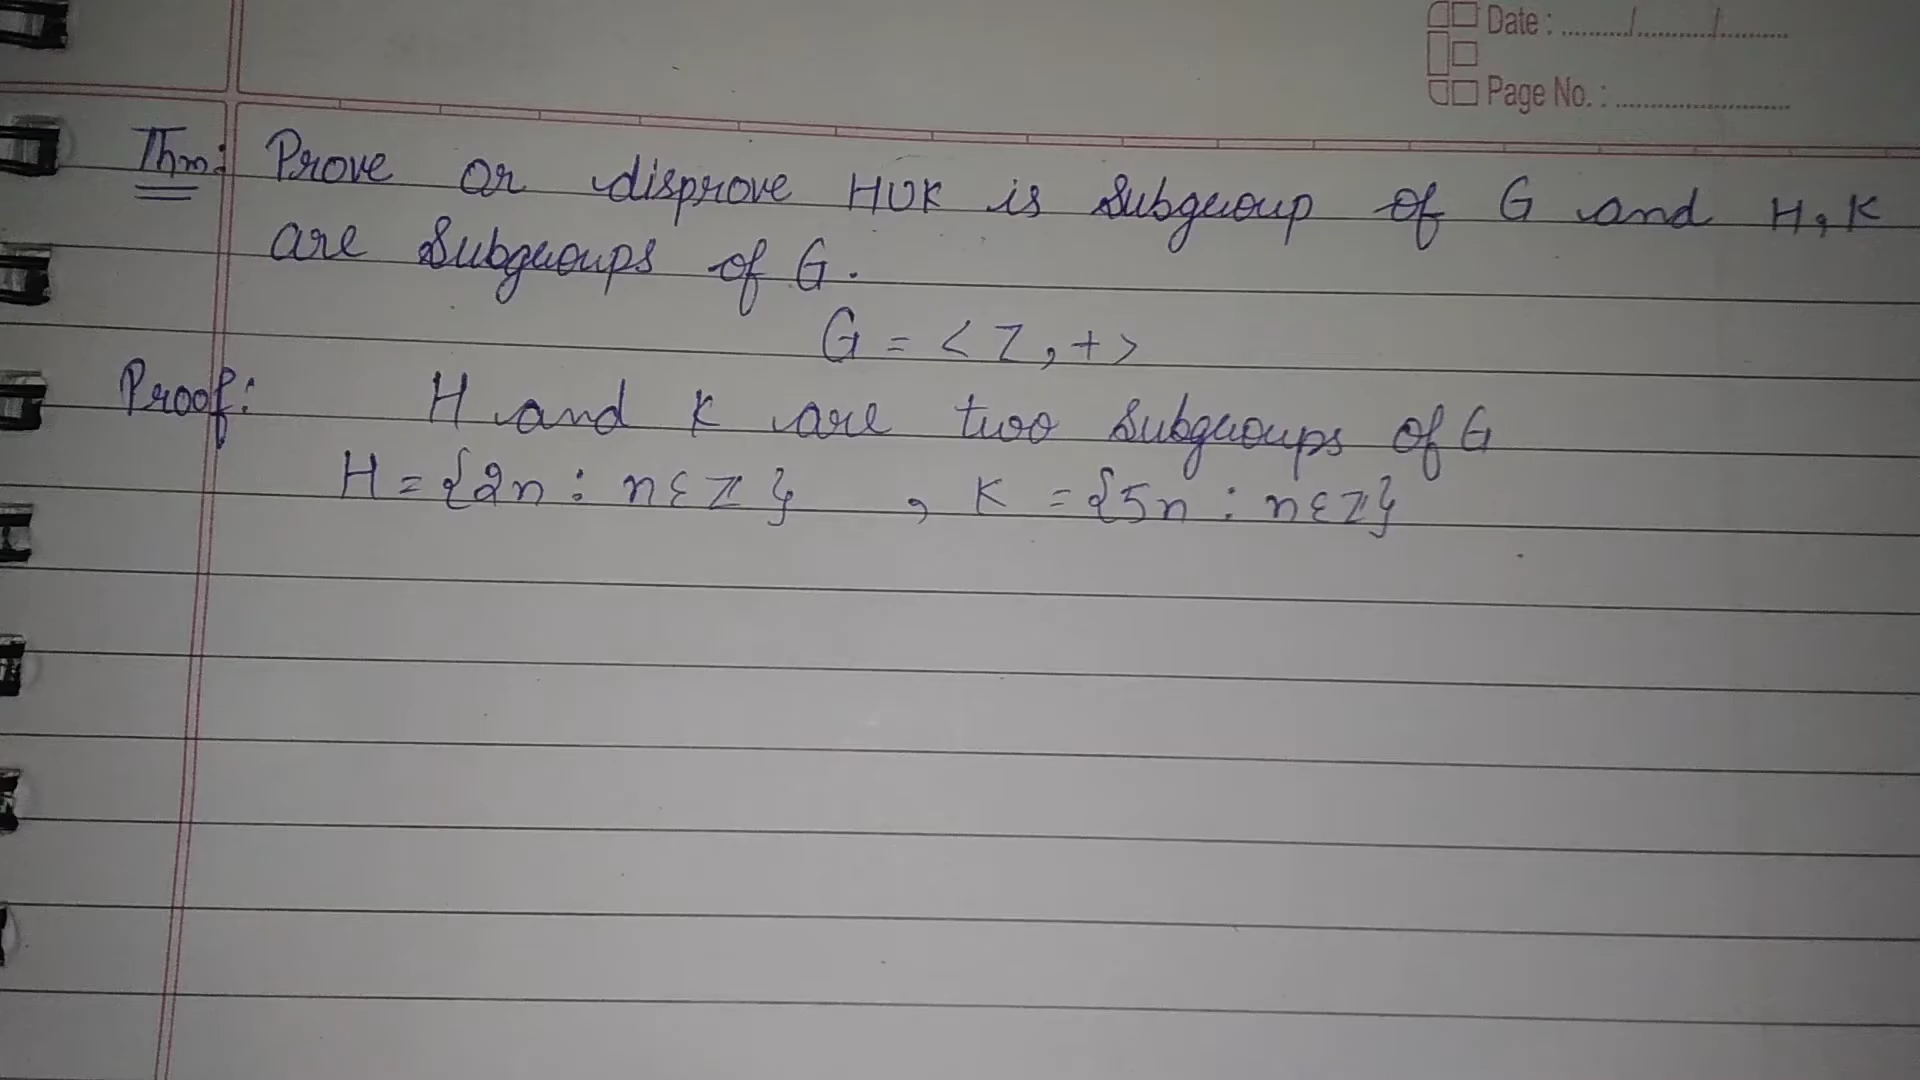 Date : ........../............/..........
Page No. : ..........................
Thm: Prove or disprove HUK is subgroup of G and H, K
are subgroups of G.
G = < Z, + >
Proof: H and K are two subgroups of G
H = {2n : n ε Z } , K = {5n : n ε Z}